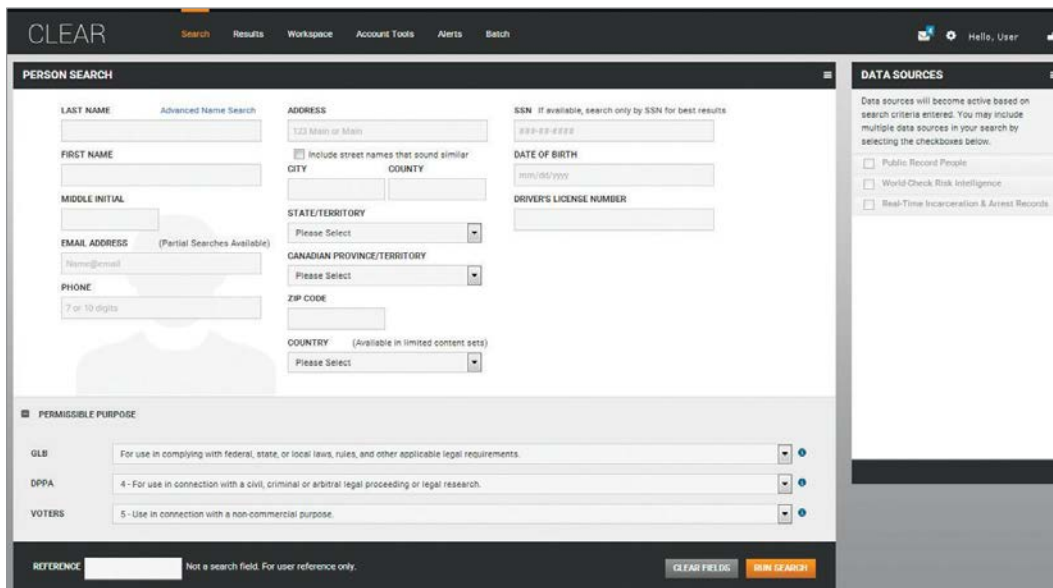 CLEAR
Search Results Workspace Account Tools Alerts Batch
Hello, User
PERSON SEARCH
LAST NAME Advanced Name Search
FIRST NAME
MIDDLE INITIAL
EMAIL ADDRESS (Partial Searches Available)
Name@email
PHONE
7 or 10 digits
ADDRESS
123 Main or Main
Include street names that sound similar
CITY COUNTY
STATE/TERRITORY
Please Select
CANADIAN PROVINCE/TERRITORY
Please Select
ZIP CODE
COUNTRY (Available in limited content sets)
Please Select
SSN If available, search only by SSN for best results
###-##-####
DATE OF BIRTH
mm/dd/yyyy
DRIVER'S LICENSE NUMBER
DATA SOURCES
Data sources will become active based on
search criteria entered. You may include
multiple data sources in your search by
selecting the checkboxes below.
Public Record People
World-Check Risk Intelligence
Real-Time Incarceration & Arrest Records
PERMISSIBLE PURPOSE
GLB For use in complying with federal, state, or local laws, rules, and other applicable legal requirements.
DPPA 4 - For use in connection with a civil, criminal or arbitral legal proceeding or legal research.
VOTERS 5 - Use in connection with a non-commercial purpose.
REFERENCE Not a search field. For user reference only.
CLEAR FIELDS RUN SEARCH